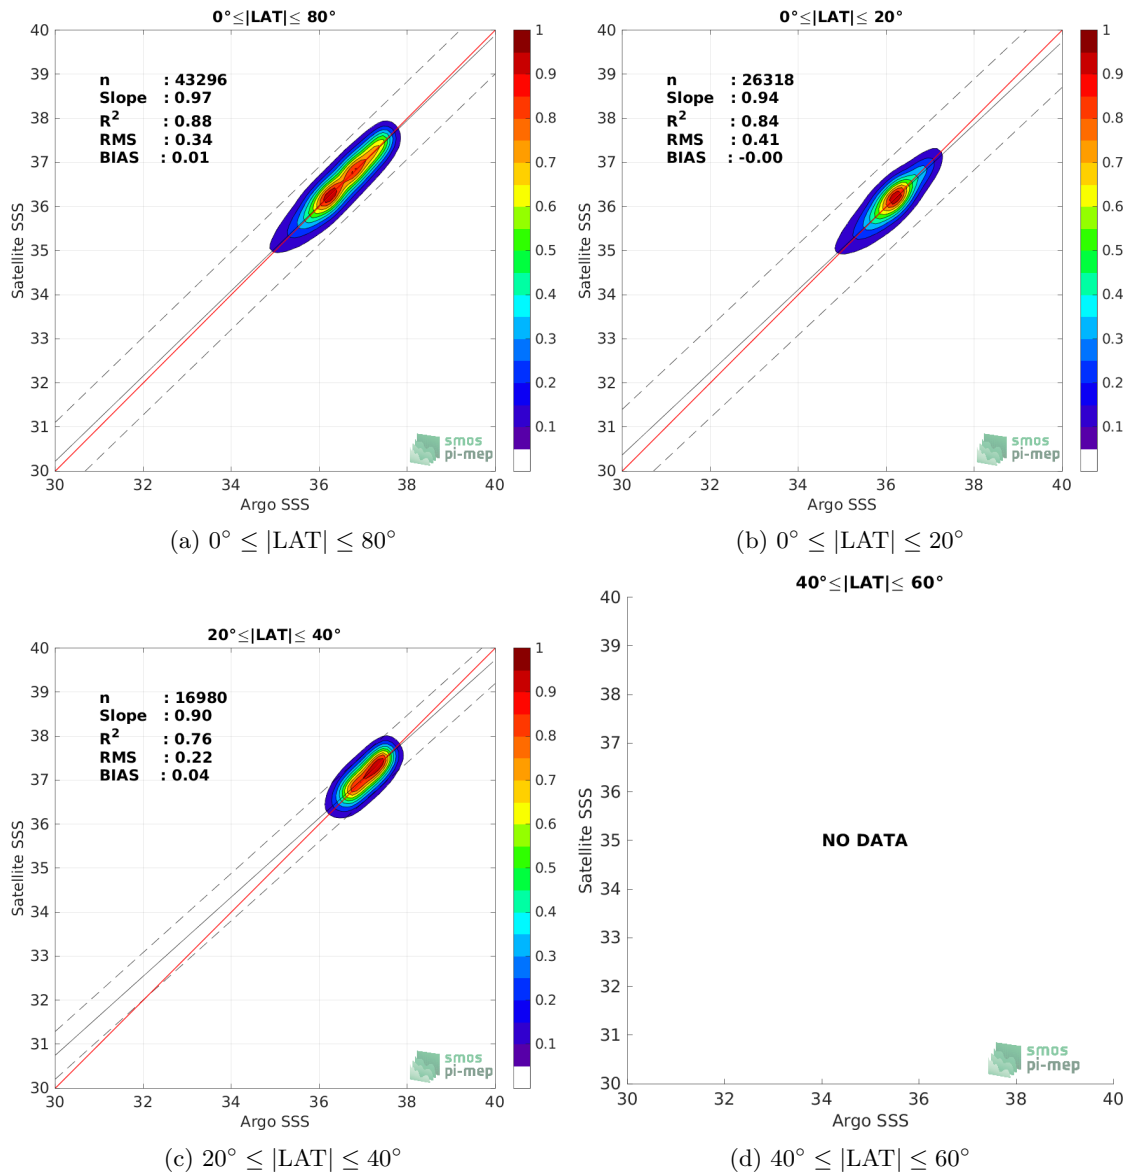 0°≤|LAT|≤ 80°
40
39
38
37
36
35
34
33
32
31
30
Satellite SSS
n : 43296
Slope : 0.97
R² : 0.88
RMS : 0.34
BIAS : 0.01
smos
pi-mep
30 32 34 36 38 40
Argo SSS
1
0.9
0.8
0.7
0.6
0.5
0.4
0.3
0.2
0.1
(a) 0° ≤ |LAT| ≤ 80°
0°≤|LAT|≤ 20°
40
39
38
37
36
35
34
33
32
31
30
Satellite SSS
n : 26318
Slope : 0.94
R² : 0.84
RMS : 0.41
BIAS : -0.00
smos
pi-mep
30 32 34 36 38 40
Argo SSS
1
0.9
0.8
0.7
0.6
0.5
0.4
0.3
0.2
0.1
(b) 0° ≤ |LAT| ≤ 20°
20°≤|LAT|≤ 40°
40
39
38
37
36
35
34
33
32
31
30
Satellite SSS
n : 16980
Slope : 0.90
R² : 0.76
RMS : 0.22
BIAS : 0.04
smos
pi-mep
30 32 34 36 38 40
Argo SSS
1
0.9
0.8
0.7
0.6
0.5
0.4
0.3
0.2
0.1
(c) 20° ≤ |LAT| ≤ 40°
40°≤|LAT|≤ 60°
40
39
38
37
36
35
34
33
32
31
30
Satellite SSS
NO DATA
smos
pi-mep
30 32 34 36 38 40
Argo SSS
(d) 40° ≤ |LAT| ≤ 60°